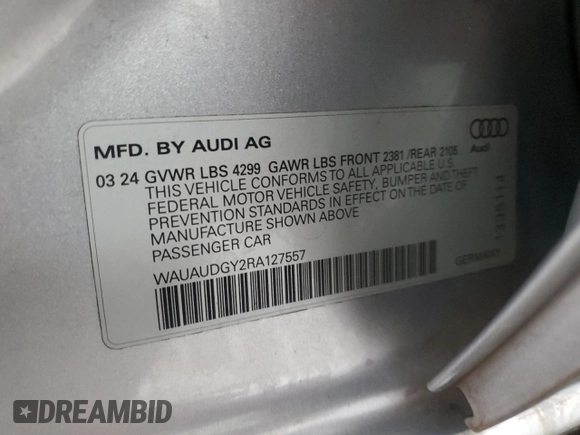 MFD. BY AUDI AG
Audi
03 24 GVWR LBS 4299 GAWR LBS FRONT 2381 /REAR 2105
THIS VEHICLE CONFORMS TO ALL APPLICABLE U.S.
FEDERAL MOTOR VEHICLE SAFETY, BUMPER AND THEFT
PREVENTION STANDARDS IN EFFECT ON THE DATE OF
MANUFACTURE SHOWN ABOVE
PASSENGER CAR
WAUAUDGY2RA127557
GERMANY
1336114
DREAMBID